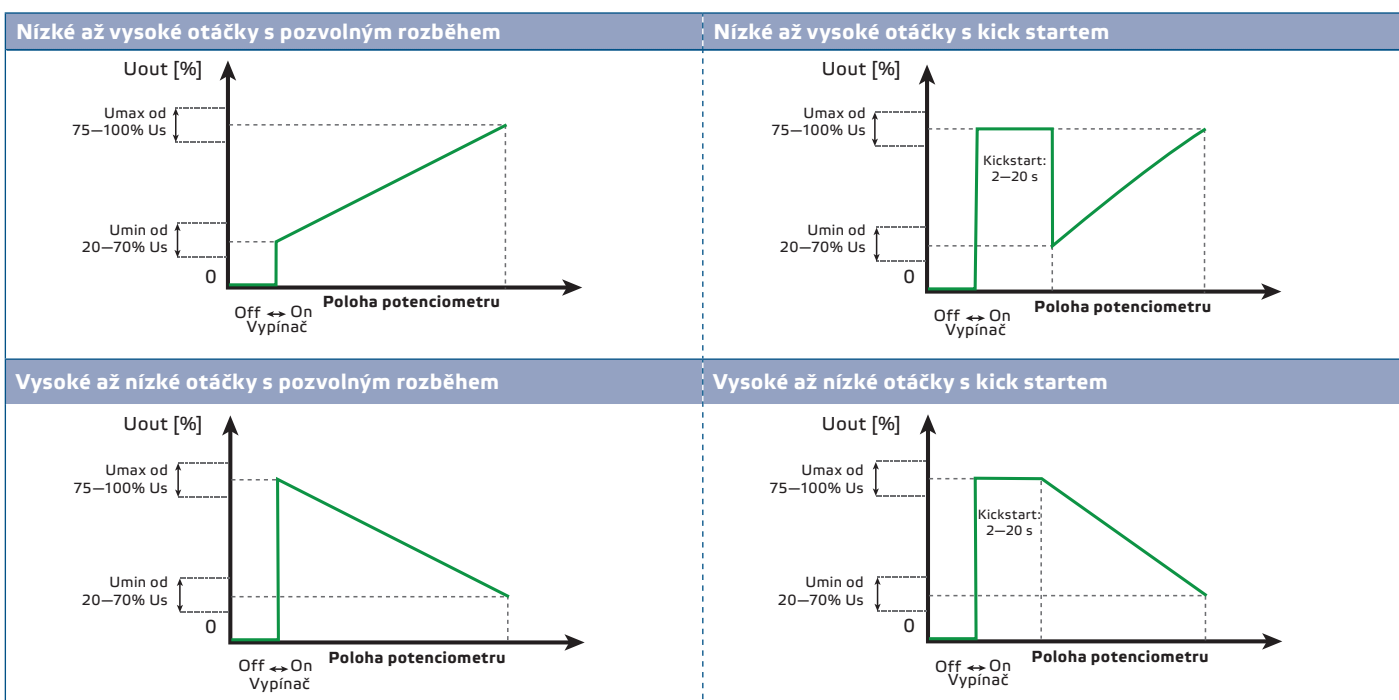 Nízké až vysoké otáčky s pozvolným rozběhem
Uout [%]
Umax od
75—100% Us
Umin od
20—70% Us
0
Poloha potenciometru
Off ↔ On
Vypínač
Nízké až vysoké otáčky s kick startem
Uout [%]
Umax od
75—100% Us
Kickstart:
2—20 s
Umin od
20—70% Us
0
Poloha potenciometru
Off ↔ On
Vypínač
Vysoké až nízké otáčky s pozvolným rozběhem
Uout [%]
Umax od
75—100% Us
Umin od
20—70% Us
0
Poloha potenciometru
Off ↔ On
Vypínač
Vysoké až nízké otáčky s kick startem
Uout [%]
Umax od
75—100% Us
Kickstart:
2—20 s
Umin od
20—70% Us
0
Poloha potenciometru
Off ↔ On
Vypínač